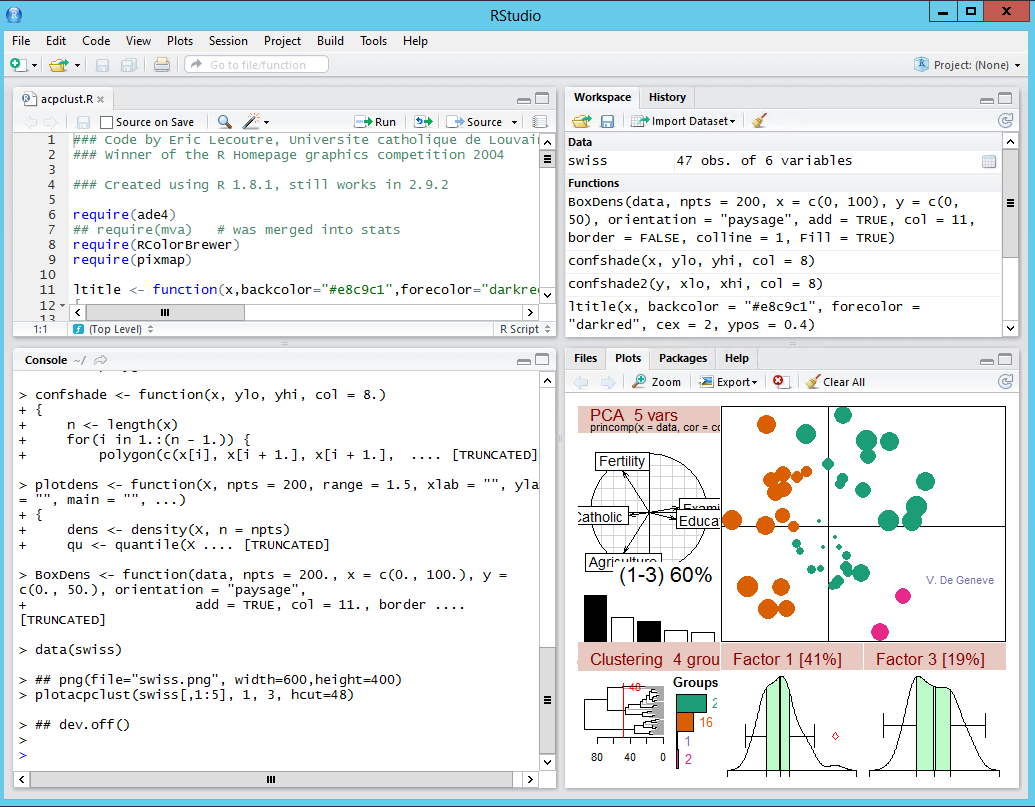 RStudio
File Edit Code View Plots Session Project Build Tools Help
Go to file/function
Project: (None)
acpclust.R
Source on Save
Run
Source
1 ### Code by Eric Lecoutre, Universite catholique de Louvain
2 ### Winner of the R Homepage graphics competition 2004
3
4 ### Created using R 1.8.1, still works in 2.9.2
5
6 require(ade4)
7 ## require(mva)   # was merged into stats
8 require(RColorBrewer)
9 require(pixmap)
10
11 ltitle <- function(x,backcolor="#e8c9c1",forecolor="darkred
12 {
13
1:1 (Top Level) R Script
Workspace History
Import Dataset
Data
swiss 47 obs. of 6 variables
Functions
BoxDens(data, npts = 200, x = c(0, 100), y = c(0,
50), orientation = "paysage", add = TRUE, col = 11,
border = FALSE, colline = 1, Fill = TRUE)
confshade(x, ylo, yhi, col = 8)
confshade2(y, xlo, xhi, col = 8)
ltitle(x, backcolor = "#e8c9c1", forecolor =
"darkred", cex = 2, ypos = 0.4)
Console ~/
> confshade <- function(x, ylo, yhi, col = 8.)
+ {
+     n <- length(x)
+     for(i in 1.:(n - 1.)) {
+         polygon(c(x[i], x[i + 1.], x[i + 1.],  .... [TRUNCATED]
> plotdens <- function(X, npts = 200, range = 1.5, xlab = "", yla
= "", main = "", ...)
+ {
+     dens <- density(X, n = npts)
+     qu <- quantile(x .... [TRUNCATED]
> BoxDens <- function(data, npts = 200., x = c(0., 100.), y =
c(0., 50.), orientation = "paysage",
+                     add = TRUE, col = 11., border ....
[TRUNCATED]
> data(swiss)
> ## png(file="swiss.png", width=600,height=400)
> plotacpclust(swiss[,1:5], 1, 3, hcut=48)
> ## dev.off()
>
>
Files Plots Packages Help
Zoom Export Clear All
PCA 5 vars
princomp(x = data, cor = co
Fertility
Exami
Catholic
Educa
Agriculture
(1-3) 60%
V. De Geneve
Clustering 4 grou
Factor 1 [41%]
Factor 3 [19%]
Groups
2
16
1
2
80 40 0